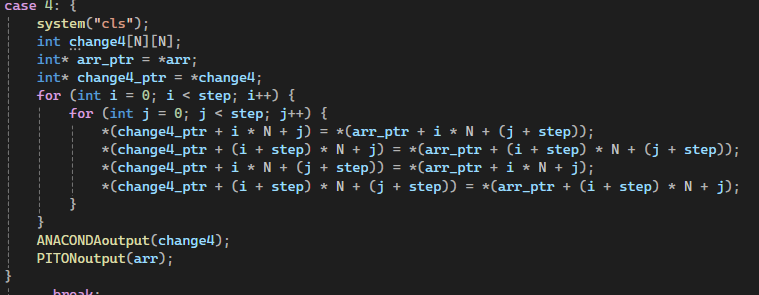 case 4: {
system("cls");
int change4[N][N];
int* arr_ptr = *arr;
int* change4_ptr = *change4;
for (int i = 0; i < step; i++) {
for (int j = 0; j < step; j++) {
*(change4_ptr + i * N + j) = *(arr_ptr + i * N + (j + step));
*(change4_ptr + (i + step) * N + j) = *(arr_ptr + (i + step) * N + (j + step));
*(change4_ptr + i * N + (j + step)) = *(arr_ptr + i * N + j);
*(change4_ptr + (i + step) * N + (j + step)) = *(arr_ptr + (i + step) * N + j);
}
}
ANACONDAoutput(change4);
PITONoutput(arr);
}
break;